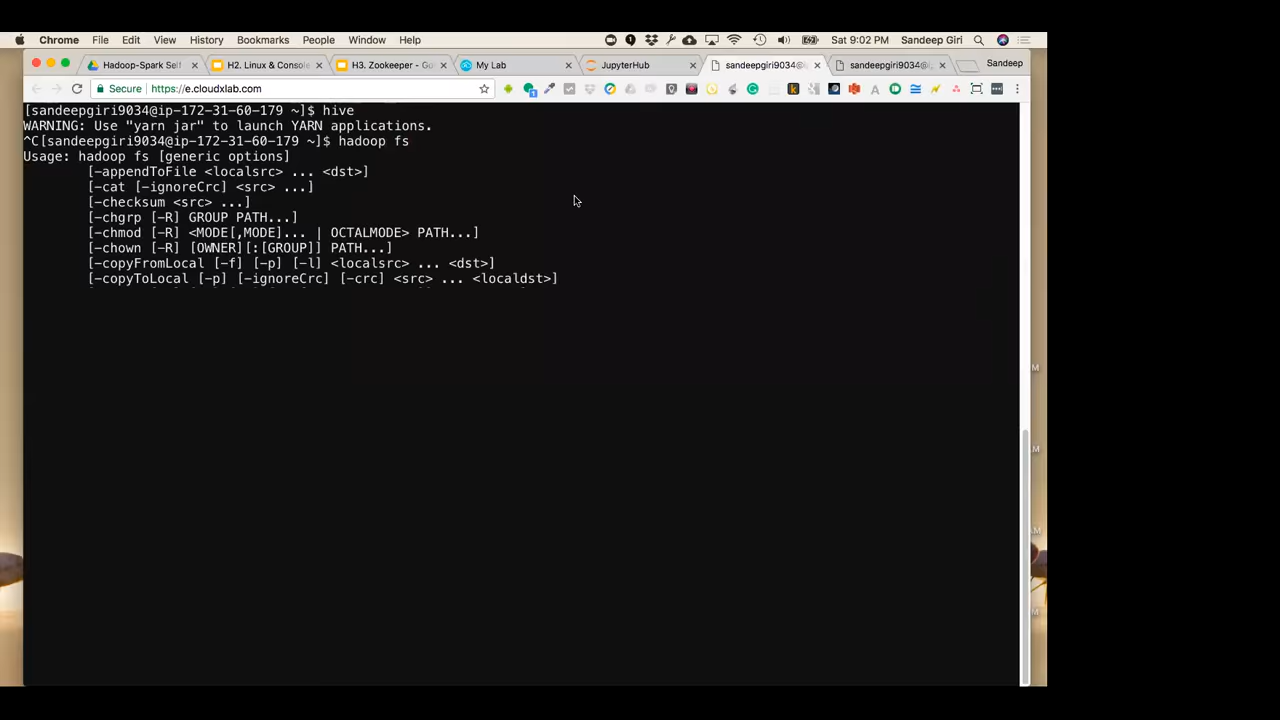 Chrome File Edit View History Bookmarks People Window Help Sat 9:02 PM Sandeep Giri
Hadoop-Spark Self H2. Linux & Console H3. Zookeeper - G My Lab JupyterHub sandeepgiri9034@ip sandeepgiri9034@ip Sandeep
Secure https://e.cloudxlab.com
[sandeepgiri9034@ip-172-31-60-179 ~]$ hive
WARNING: Use "yarn jar" to launch YARN applications.
^C[sandeepgiri9034@ip-172-31-60-179 ~]$ hadoop fs
Usage: hadoop fs [generic options]
[-appendToFile <localsrc> ... <dst>]
[-cat [-ignoreCrc] <src> ...]
[-checksum <src> ...]
[-chgrp [-R] GROUP PATH...]
[-chmod [-R] <MODE[,MODE]... | OCTALMODE> PATH...]
[-chown [-R] [OWNER][:[GROUP]] PATH...]
[-copyFromLocal [-f] [-p] [-l] <localsrc> ... <dst>]
[-copyToLocal [-p] [-ignoreCrc] [-crc] <src> ... <localdst>]